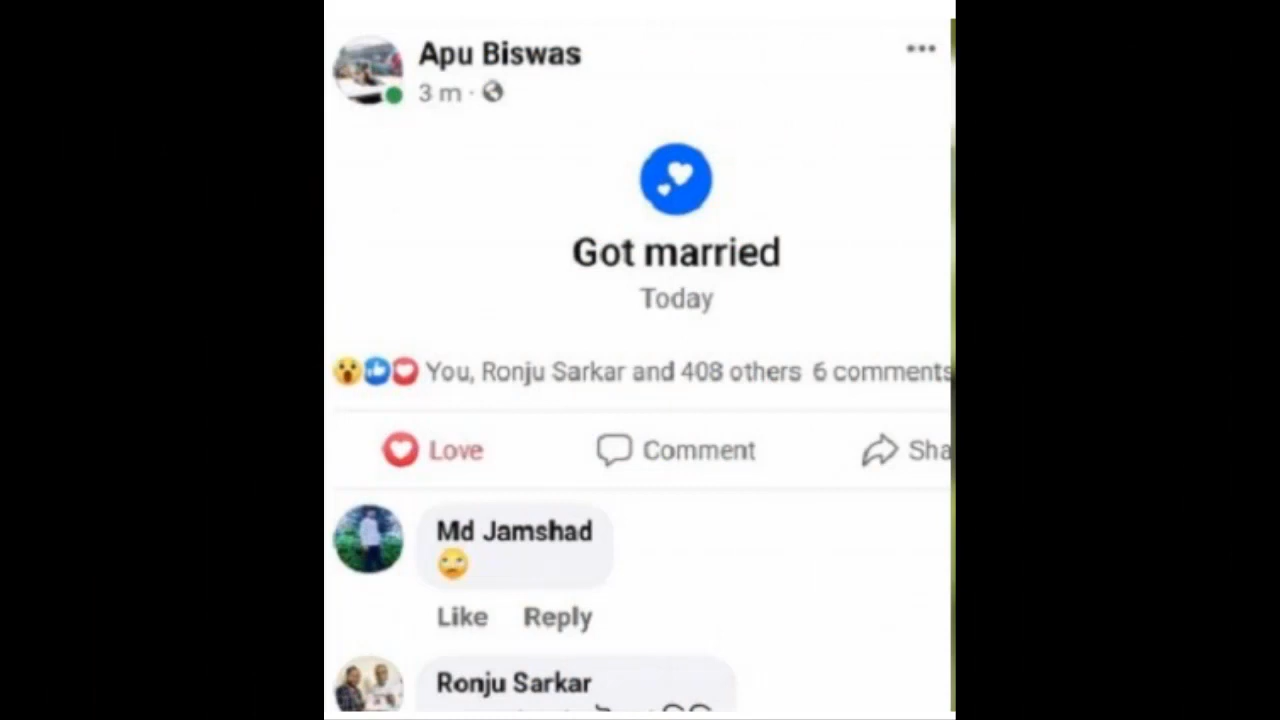 Apu Biswas
3 m ·
Got married
Today
You, Ronju Sarkar and 408 others 6 comments
Love Comment Sha
Md Jamshad
Like Reply
Ronju Sarkar